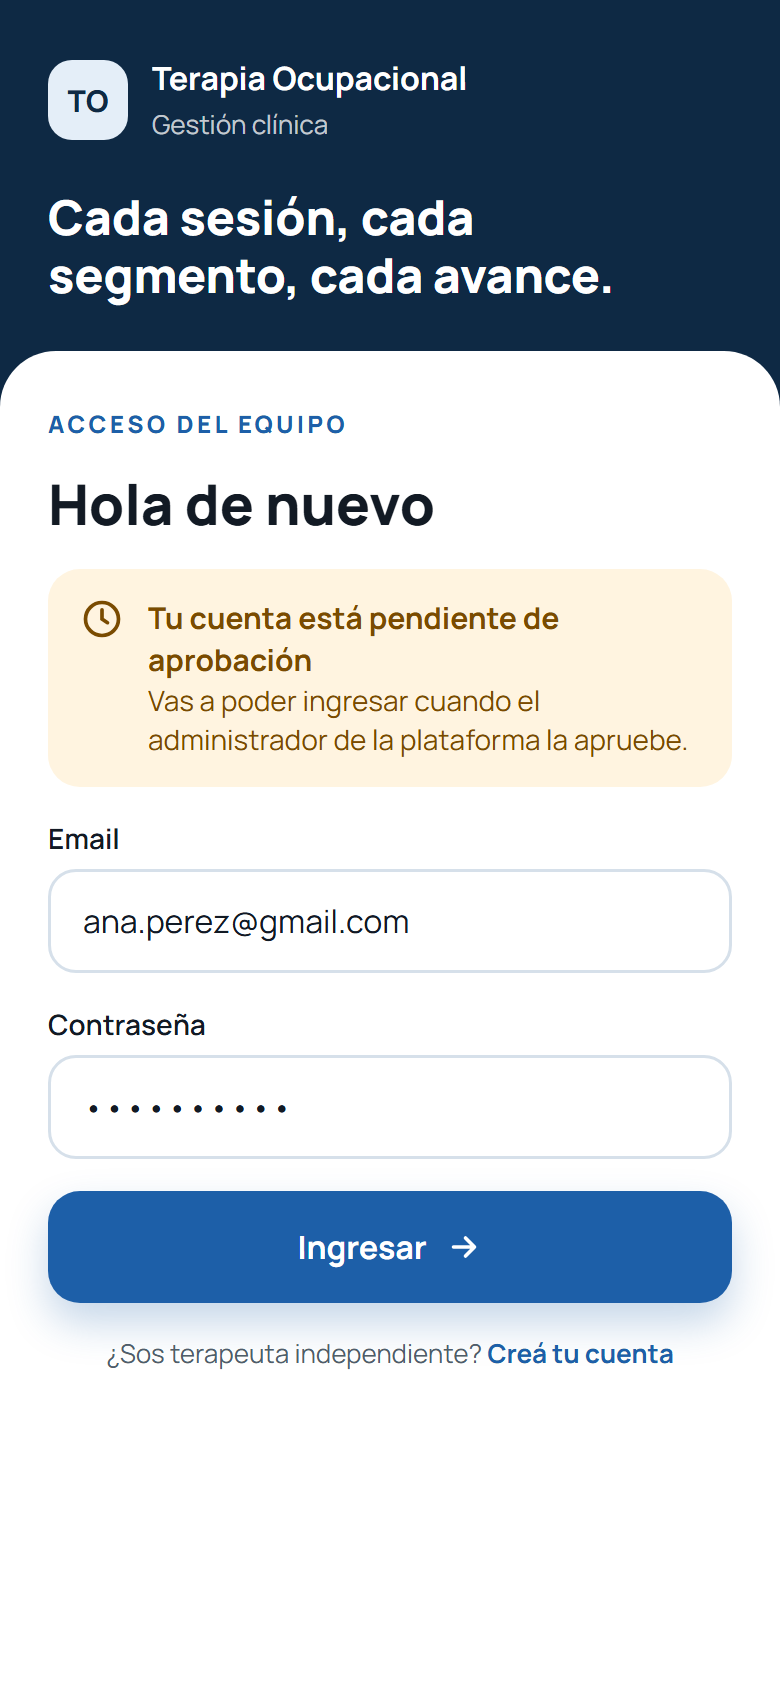 TO
Terapia Ocupacional
Gestión clínica
Cada sesión, cada
segmento, cada avance.
ACCESO DEL EQUIPO
Hola de nuevo
Tu cuenta está pendiente de
aprobación
Vas a poder ingresar cuando el
administrador de la plataforma la apruebe.
Email
ana.perez@gmail.com
Contraseña
••••••••••
Ingresar →
¿Sos terapeuta independiente? Creá tu cuenta